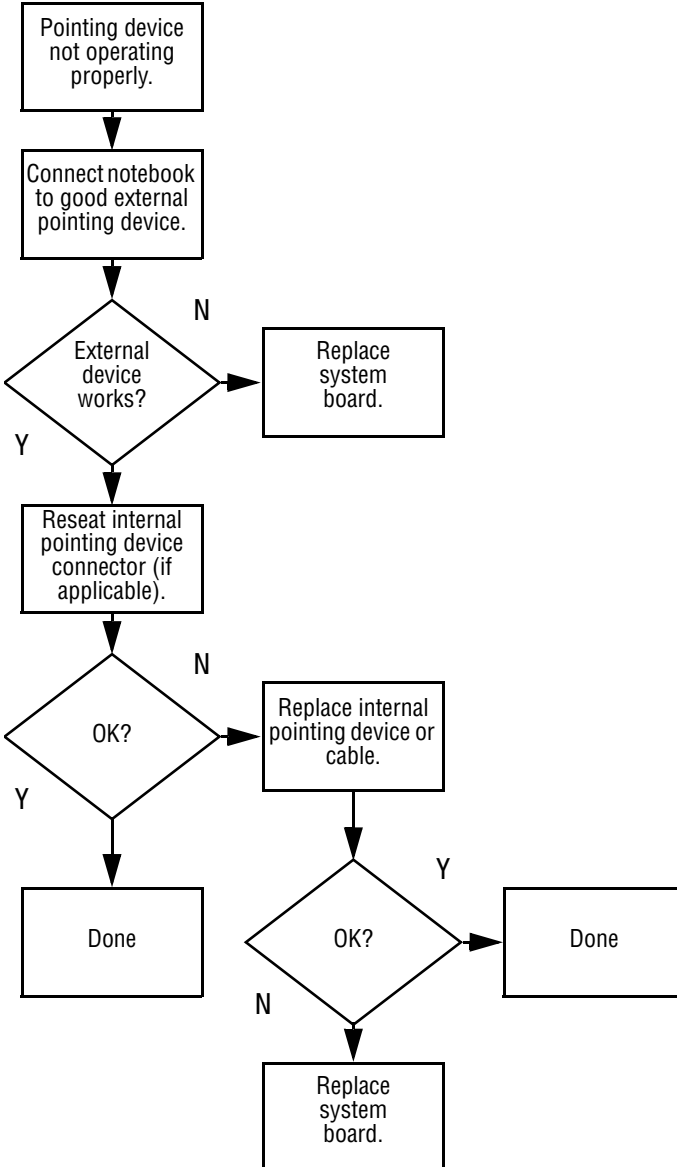 Pointing device
not operating
properly.
Connect notebook
to good external
pointing device.
N
External
device
works?
Replace
system
board.
Y
Reseat internal
pointing device
connector (if
applicable).
N
OK?
Replace internal
pointing device or
cable.
Y
Y
Done
OK?
Done
N
Replace
system
board.